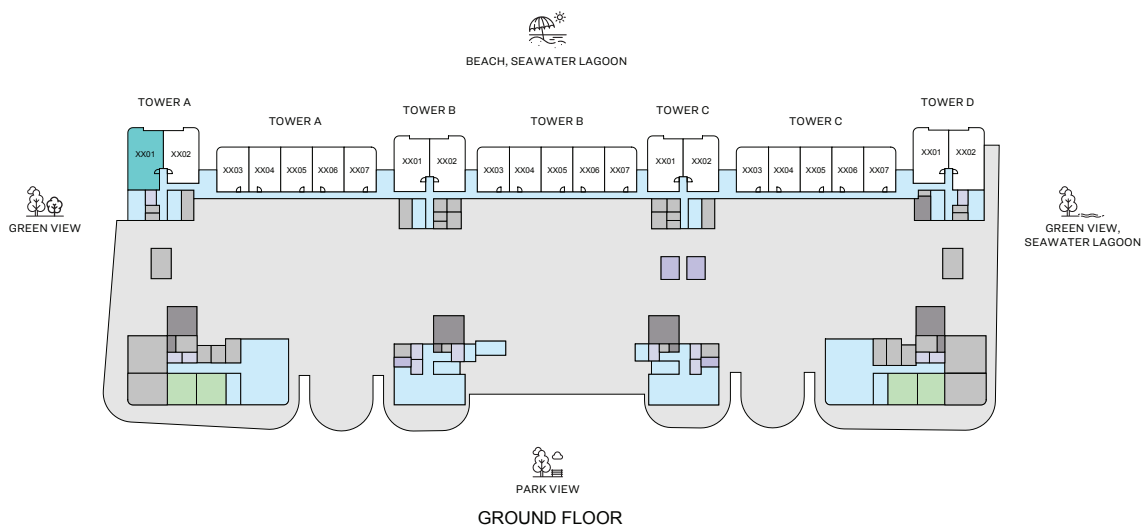 BEACH, SEAWATER LAGOON
TOWER A
TOWER A
TOWER B
TOWER B
TOWER C
TOWER C
TOWER D
XX01
XX02
XX03
XX04
XX05
XX06
XX07
XX01
XX02
XX03
XX04
XX05
XX06
XX07
XX01
XX02
XX03
XX04
XX05
XX06
XX07
XX01
XX02
GREEN VIEW
GREEN VIEW,
SEAWATER LAGOON
PARK VIEW
GROUND FLOOR